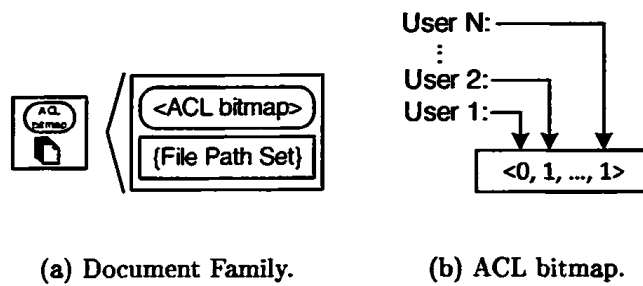 ACL
bitmap
<ACL bitmap>
{File Path Set}
(a) Document Family.
User N:
⋮
User 2:
User 1:
<0, 1, ..., 1>
(b) ACL bitmap.